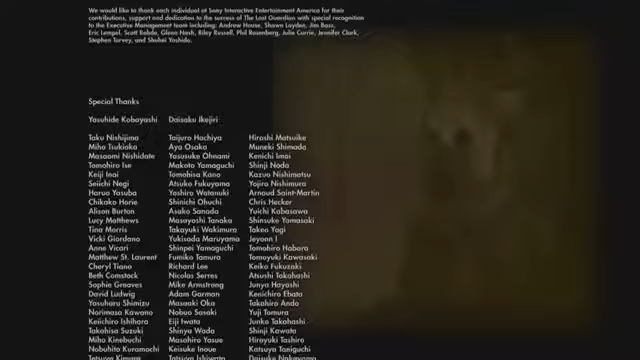 We would like to thank each individual at Sony Interactive Entertainment America for their
contributions, support and dedication to the success of The Last Guardian with special recognition
to the Executive Management team including: Andrew House, Shawn Layden, Jim Bass,
Eric Lempel, Scott Rohde, Glenn Nash, Riley Russell, Phil Rosenberg, Julie Currie, Jennifer Clark,
Stephen Turvey, and Shuhei Yoshida.
Special Thanks
Yasuhide Kobayashi Daisaku Ikejiri
Taku Nishijima Taijuro Hachiya Hiroshi Matsuike
Miho Tsukioka Aya Osaka Muneki Shimada
Masaomi Nishidate Yasusuke Ohnami Kenichi Imai
Tomohiro Ise Makoto Yamaguchi Shinji Noda
Keiji Inai Tomohisa Kano Kazuo Nishimotsu
Seiichi Negi Atsuko Fukuyama Yojiro Nishimura
Haruo Yasuba Yoshiro Watanuki Arnaud Saint-Martin
Chikako Horie Shinichi Ohuchi Chris Hecker
Alison Burton Asako Sanada Yuichi Kabasawa
Lucy Matthews Masayoshi Tanaka Shinsuke Yamasaki
Tina Morris Takayuki Wakimura Takeo Yagi
Vicki Giordano Yukisada Maruyama Jeyonn I
Anne Vicari Shinpei Yamaguchi Tomohiro Habara
Matthew St. Laurent Fumiko Tamura Tomoyuki Kawasaki
Cheryl Tiano Richard Lee Keiko Fukuzaki
Beth Comstock Nicolas Serres Atsushi Takahashi
Sophie Greaves Mike Armstrong Junya Hayashi
David Ludwig Adam Garman Kenichiro Ebata
Yasuharu Shimizu Masaaki Oka Takahiro Ando
Norimasa Kawano Nobuo Sasaki Yuji Tomura
Keiichiro Ishihara Eiji Iwata Junko Takahashi
Takahisa Suzuki Shinya Wada Shinji Kawata
Miho Kinebuchi Masahiro Yasue Hiroyuki Tashiro
Nobuhito Kuramochi Keisuke Inoue Katsuya Taniguchi
Tetsuya Kimura Tatsuo Ishiwata Daisuke Nakayama